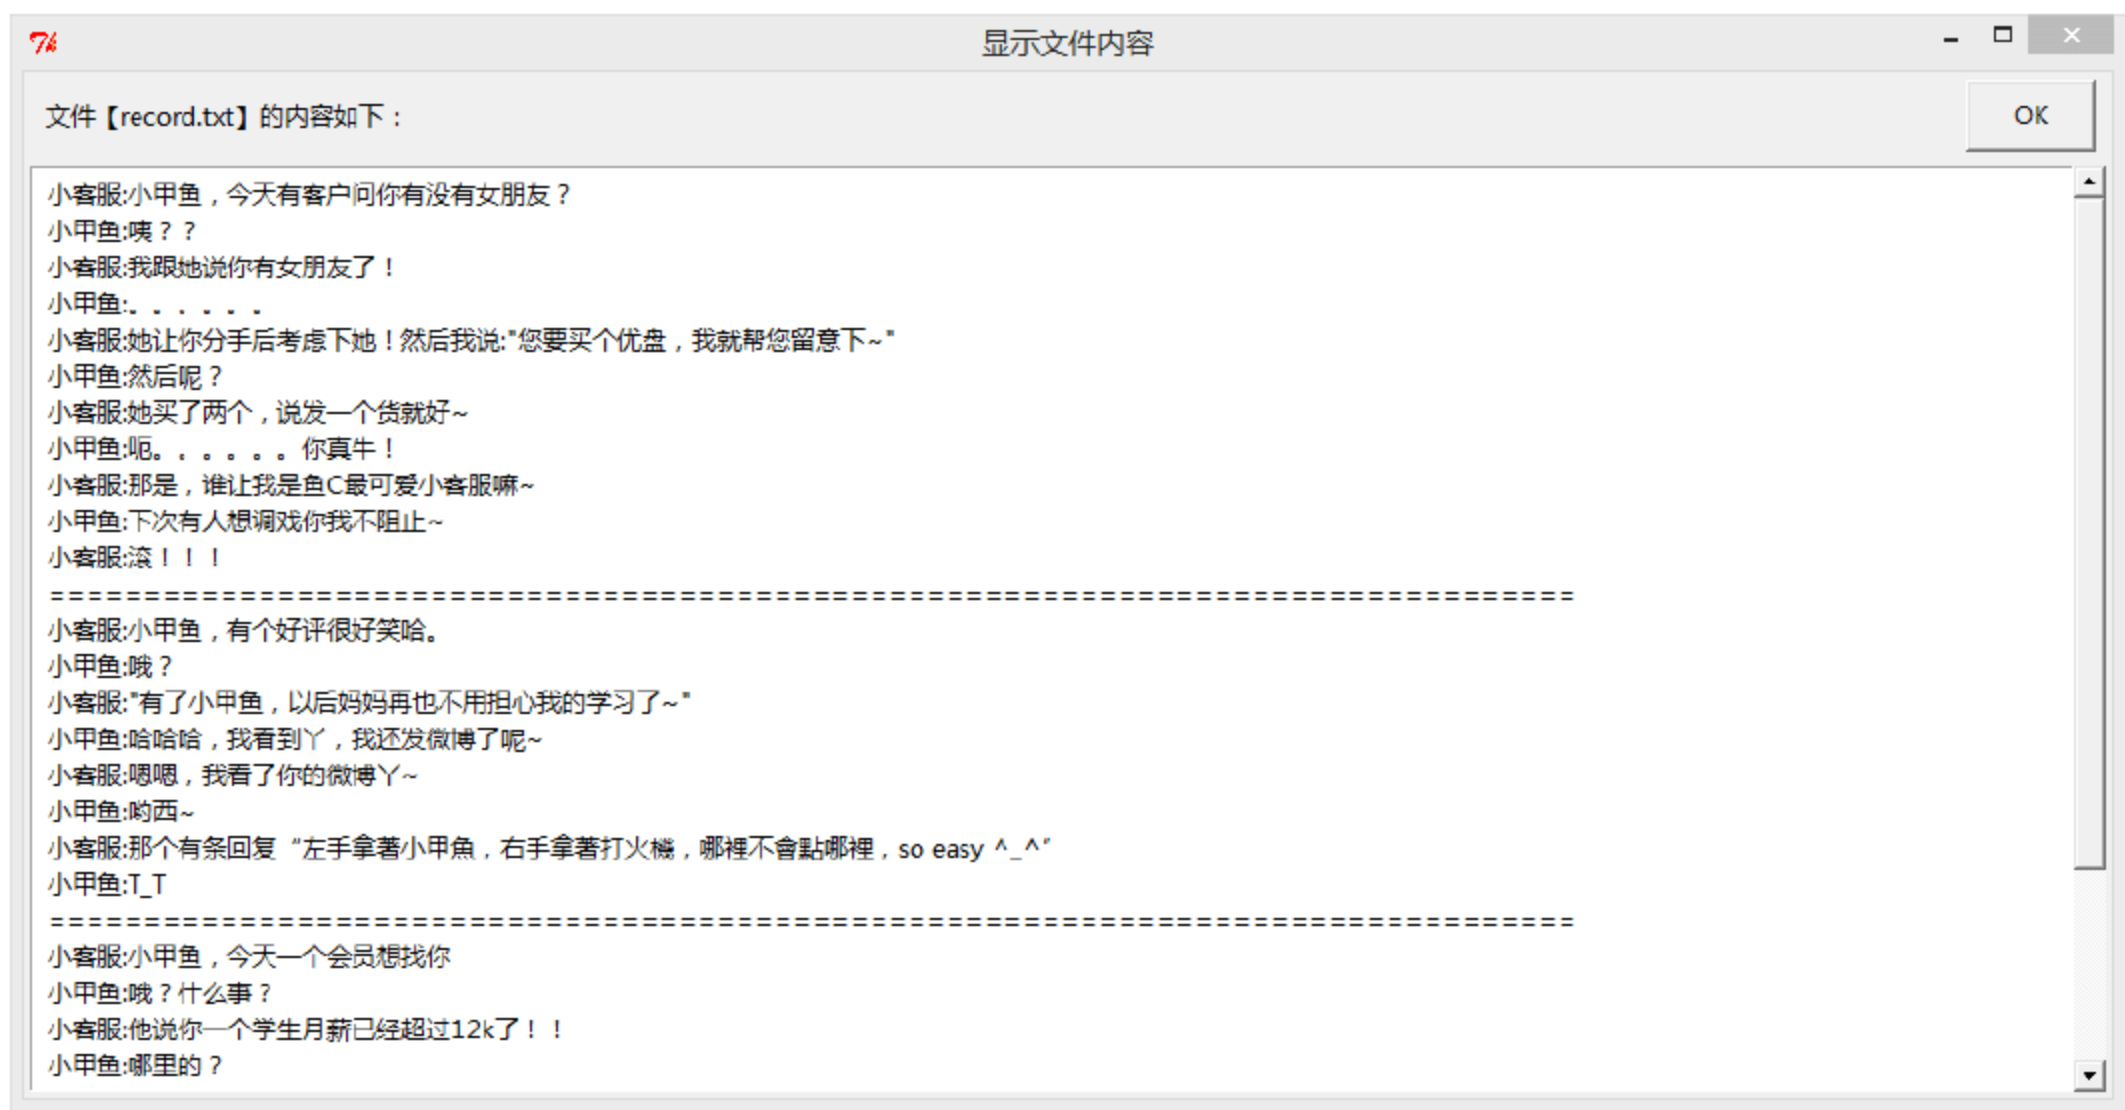 显示文件内容
文件【record.txt】的内容如下：
OK
小客服:小甲鱼，今天有客户问你有没有女朋友？
小甲鱼:咦？？
小客服:我跟她说你有女朋友了！
小甲鱼:。。。。。。
小客服:她让你分手后考虑下她！然后我说:"您要买个优盘，我就帮您留意下~"
小甲鱼:然后呢？
小客服:她买了两个，说发一个货就好~
小甲鱼:呃。。。。。。你真牛！
小客服:那是，谁让我是鱼C最可爱小客服嘛~
小甲鱼:下次有人想调戏你我不阻止~
小客服:滚！！！
================================================================================
小客服:小甲鱼，有个好评很好笑哈。
小甲鱼:哦？
小客服:"有了小甲鱼，以后妈妈再也不用担心我的学习了~"
小甲鱼:哈哈哈，我看到丫，我还发微博了呢~
小客服:嗯嗯，我看了你的微博丫~
小甲鱼:哟西~
小客服:那个有条回复“左手拿著小甲魚，右手拿著打火機，哪裡不會點哪裡，so easy ^_^”
小甲鱼:T_T
================================================================================
小客服:小甲鱼，今天一个会员想找你
小甲鱼:哦？什么事？
小客服:他说你一个学生月薪已经超过12k了！！
小甲鱼:哪里的？